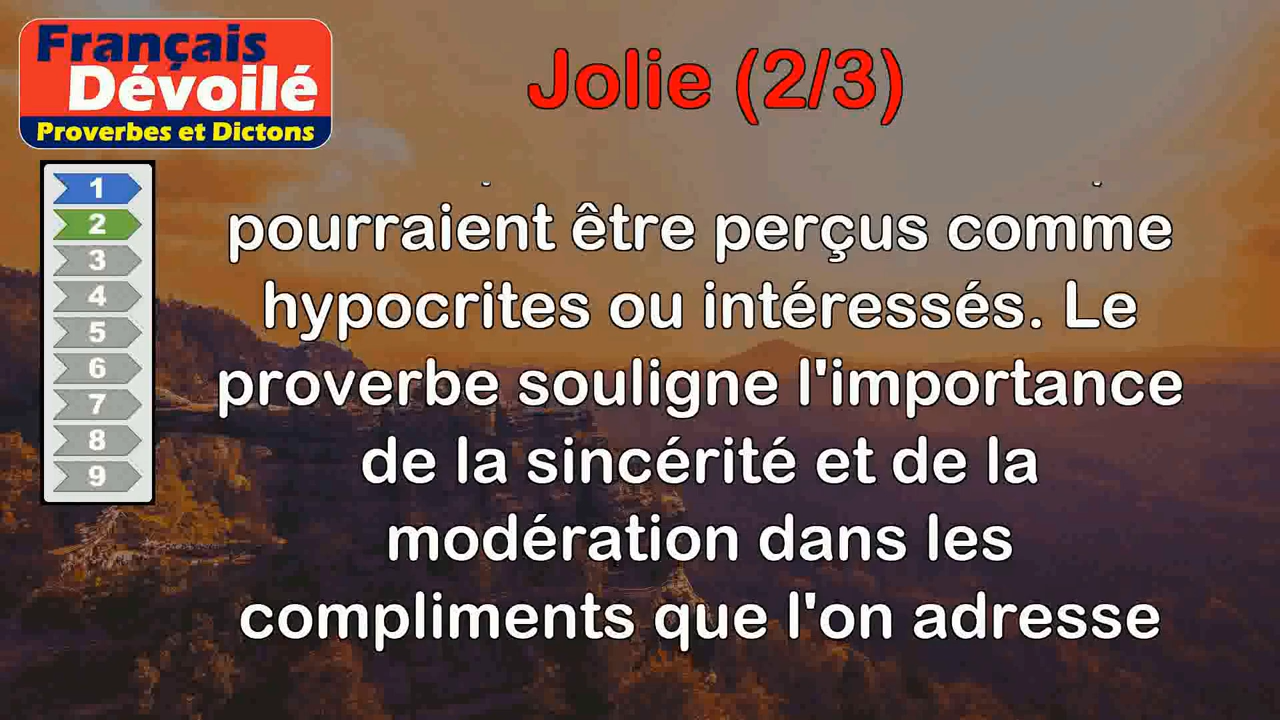 Français
Dévoilé
Proverbes et Dictons
Jolie (2/3)
1
2
3
4
5
6
7
8
9
pourraient être perçus comme
hypocrites ou intéressés. Le
proverbe souligne l'importance
de la sincérité et de la
modération dans les
compliments que l'on adresse